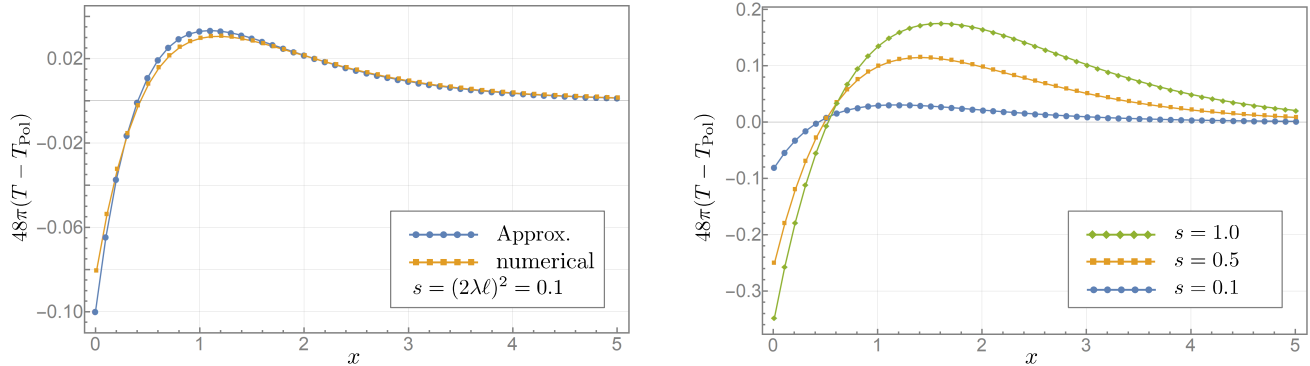 0.02
−0.02
−0.06
−0.10
48π(T − T_Pol)
0 1 2 3 4 5
x
Approx.
numerical
s = (2λℓ)² = 0.1
0.2
0.1
0.0
−0.1
−0.2
−0.3
48π(T − T_Pol)
0 1 2 3 4 5
x
s = 1.0
s = 0.5
s = 0.1